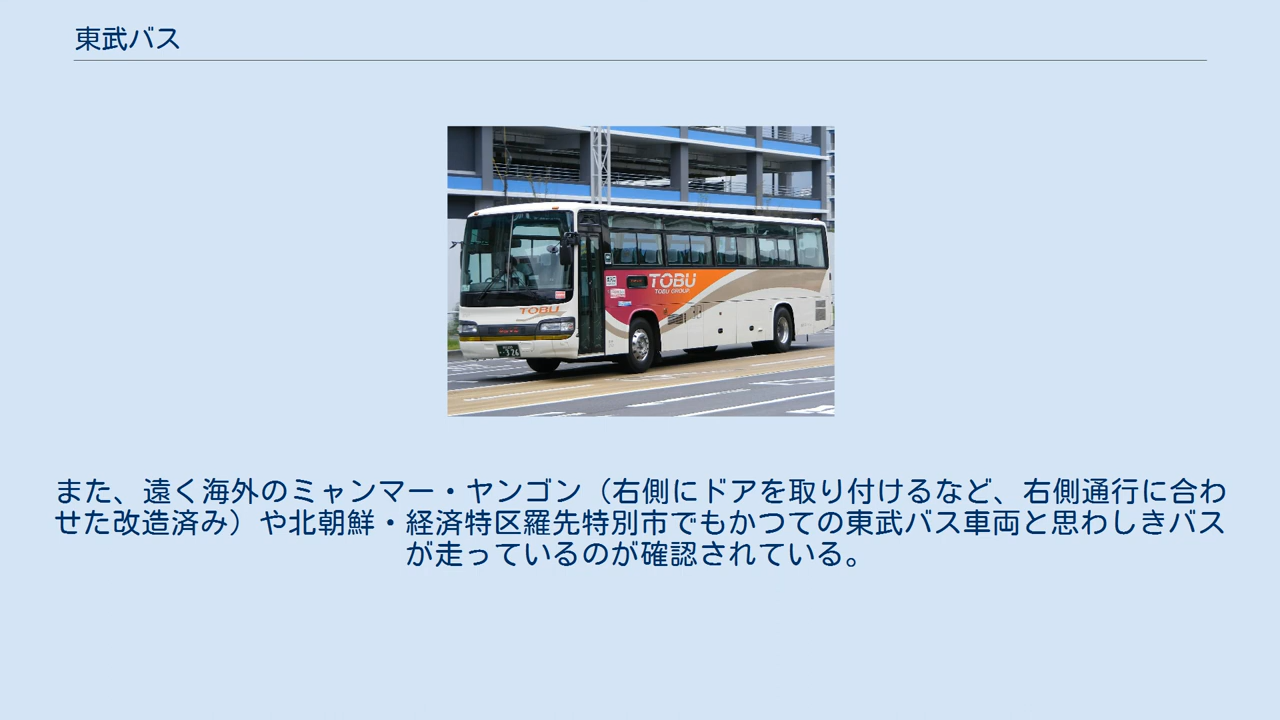 東武バス
TOBU
TOBU GROUP
TOBU
・326
また、遠く海外のミャンマー・ヤンゴン（右側にドアを取り付けるなど、右側通行に合わ
せた改造済み）や北朝鮮・経済特区羅先特別市でもかつての東武バス車両と思わしきバス
が走っているのが確認されている。